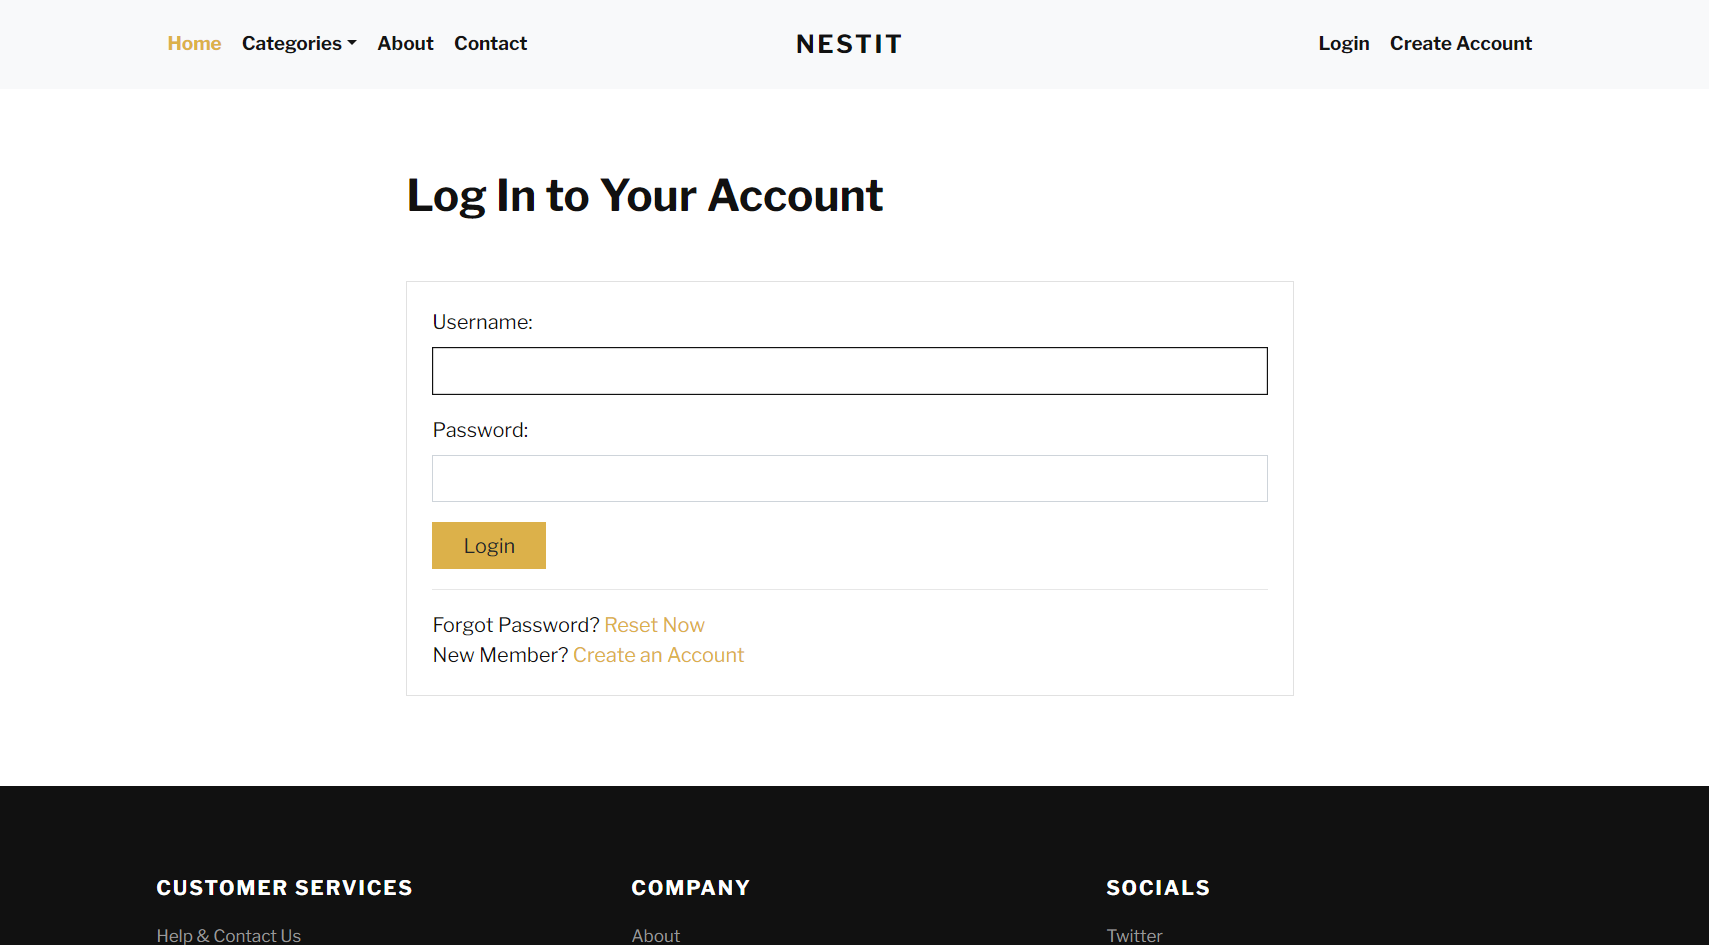 Home Categories About Contact NESTIT Login Create Account
Log In to Your Account
Username:
Password:
Login
Forgot Password? Reset Now
New Member? Create an Account
CUSTOMER SERVICES COMPANY SOCIALS
Help & Contact Us About Twitter